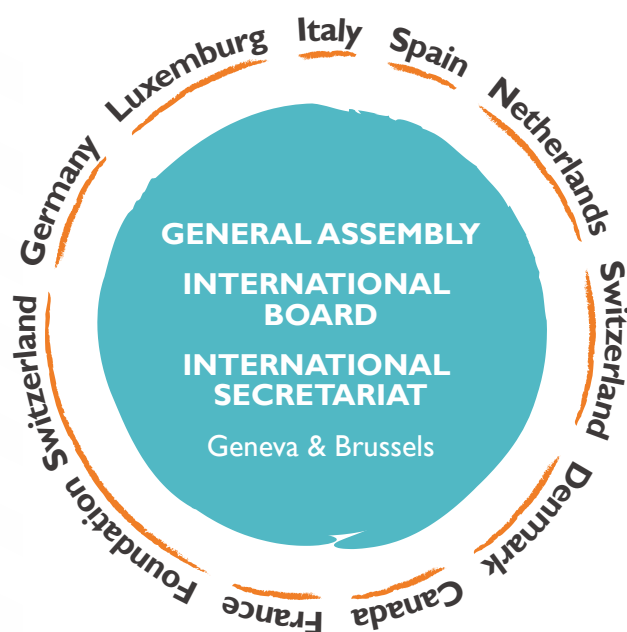 Italy
Spain
Netherlands
Switzerland
Denmark
Canada
France
Foundation Switzerland
Germany
Luxemburg
GENERAL ASSEMBLY
INTERNATIONAL
BOARD
INTERNATIONAL
SECRETARIAT
Geneva & Brussels